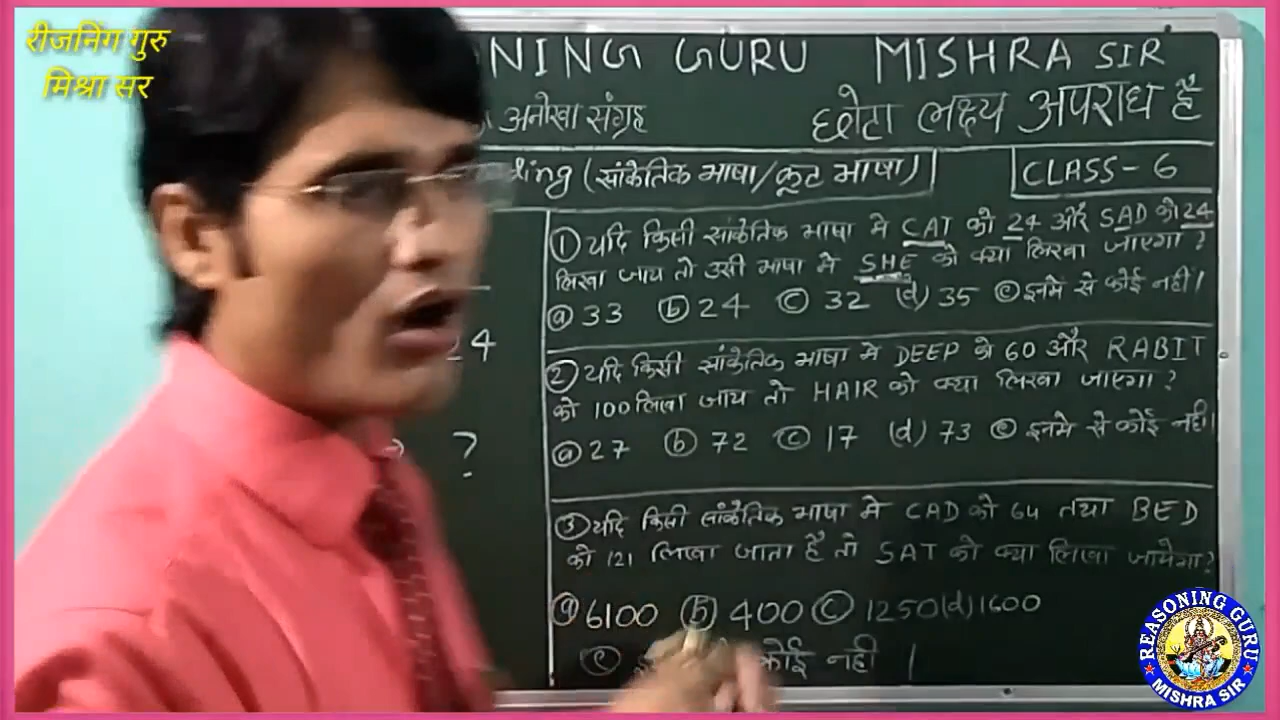 रीजनिंग गुरु
मिश्रा सर
NING GURU MISHRA SIR
अनोखा संग्रह
छोटा लक्ष्य अपराध है
ding (सांकेतिक भाषा/कूट भाषा)
CLASS-6
① यदि किसी सांकेतिक भाषा मे CAT को 24 और SAD को 24
लिखा जाय तो उसी भाषा मे SHE को क्या लिखा जाएगा ?
ⓐ 33 ⓑ 24 ⓒ 32 (d) 35 ⓔ इनमे से कोई नहीं।
24
② यदि किसी सांकेतिक भाषा मे DEEP को 60 और RABIT
को 100 लिखा जाय तो HAIR को क्या लिखा जाएगा ?
ⓐ 27 ⓑ 72 ⓒ 17 (d) 73 ⓔ इनमे से कोई नही।
?
③ यदि किसी सांकेतिक भाषा मे CAD को 64 तथा BED
को 121 लिखा जाता है तो SAT को क्या लिखा जायेगा ?
ⓐ 6100 ⓑ 400 ⓒ 1250 (d) 1600
ⓔ कोई नही ।
REASONING GURU
MISHRA SIR